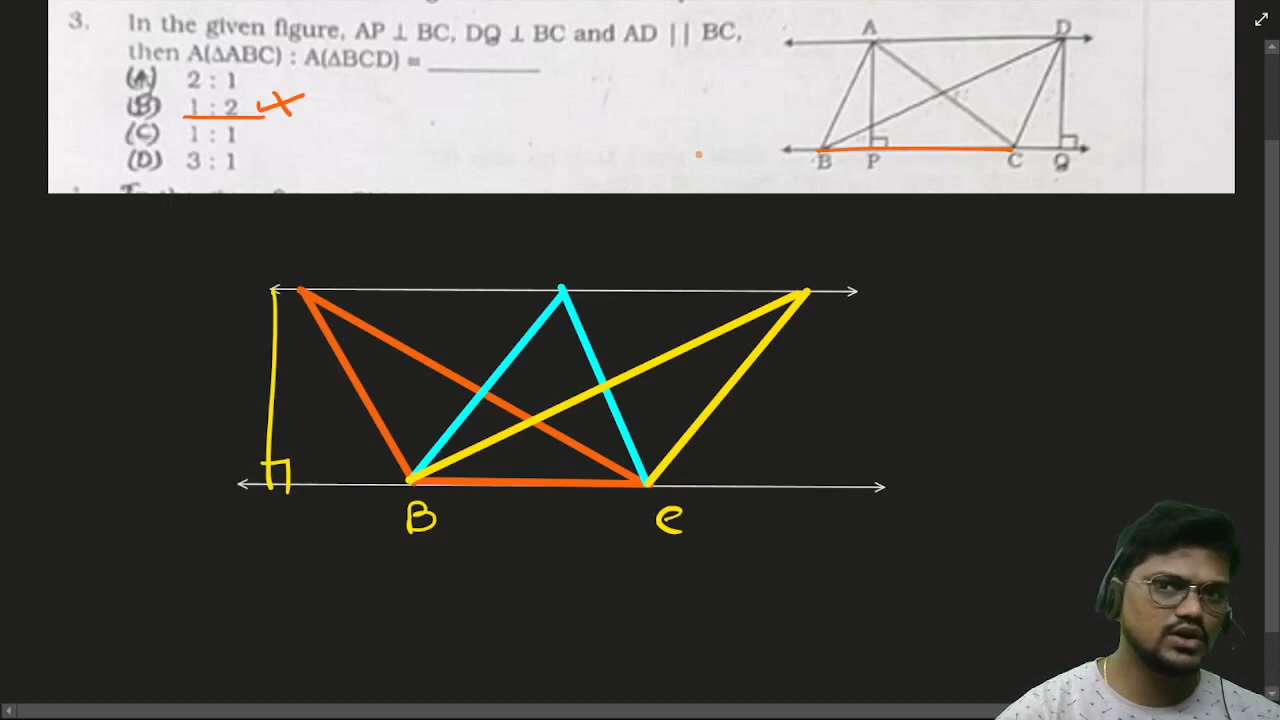 3. In the given figure, AP ⊥ BC, DQ ⊥ BC and AD || BC,
then A(ΔABC) : A(ΔBCD) = ________
(A) 2 : 1
(B) 1 : 2
(C) 1 : 1
(D) 3 : 1
A D
B P C Q
B C